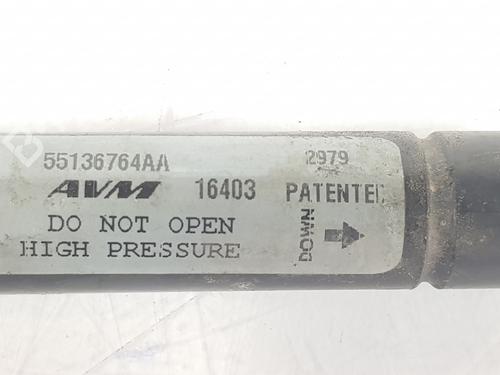 55136764AA 2979
AVM 16403 PATENTED
DO NOT OPEN
HIGH PRESSURE
DOWN